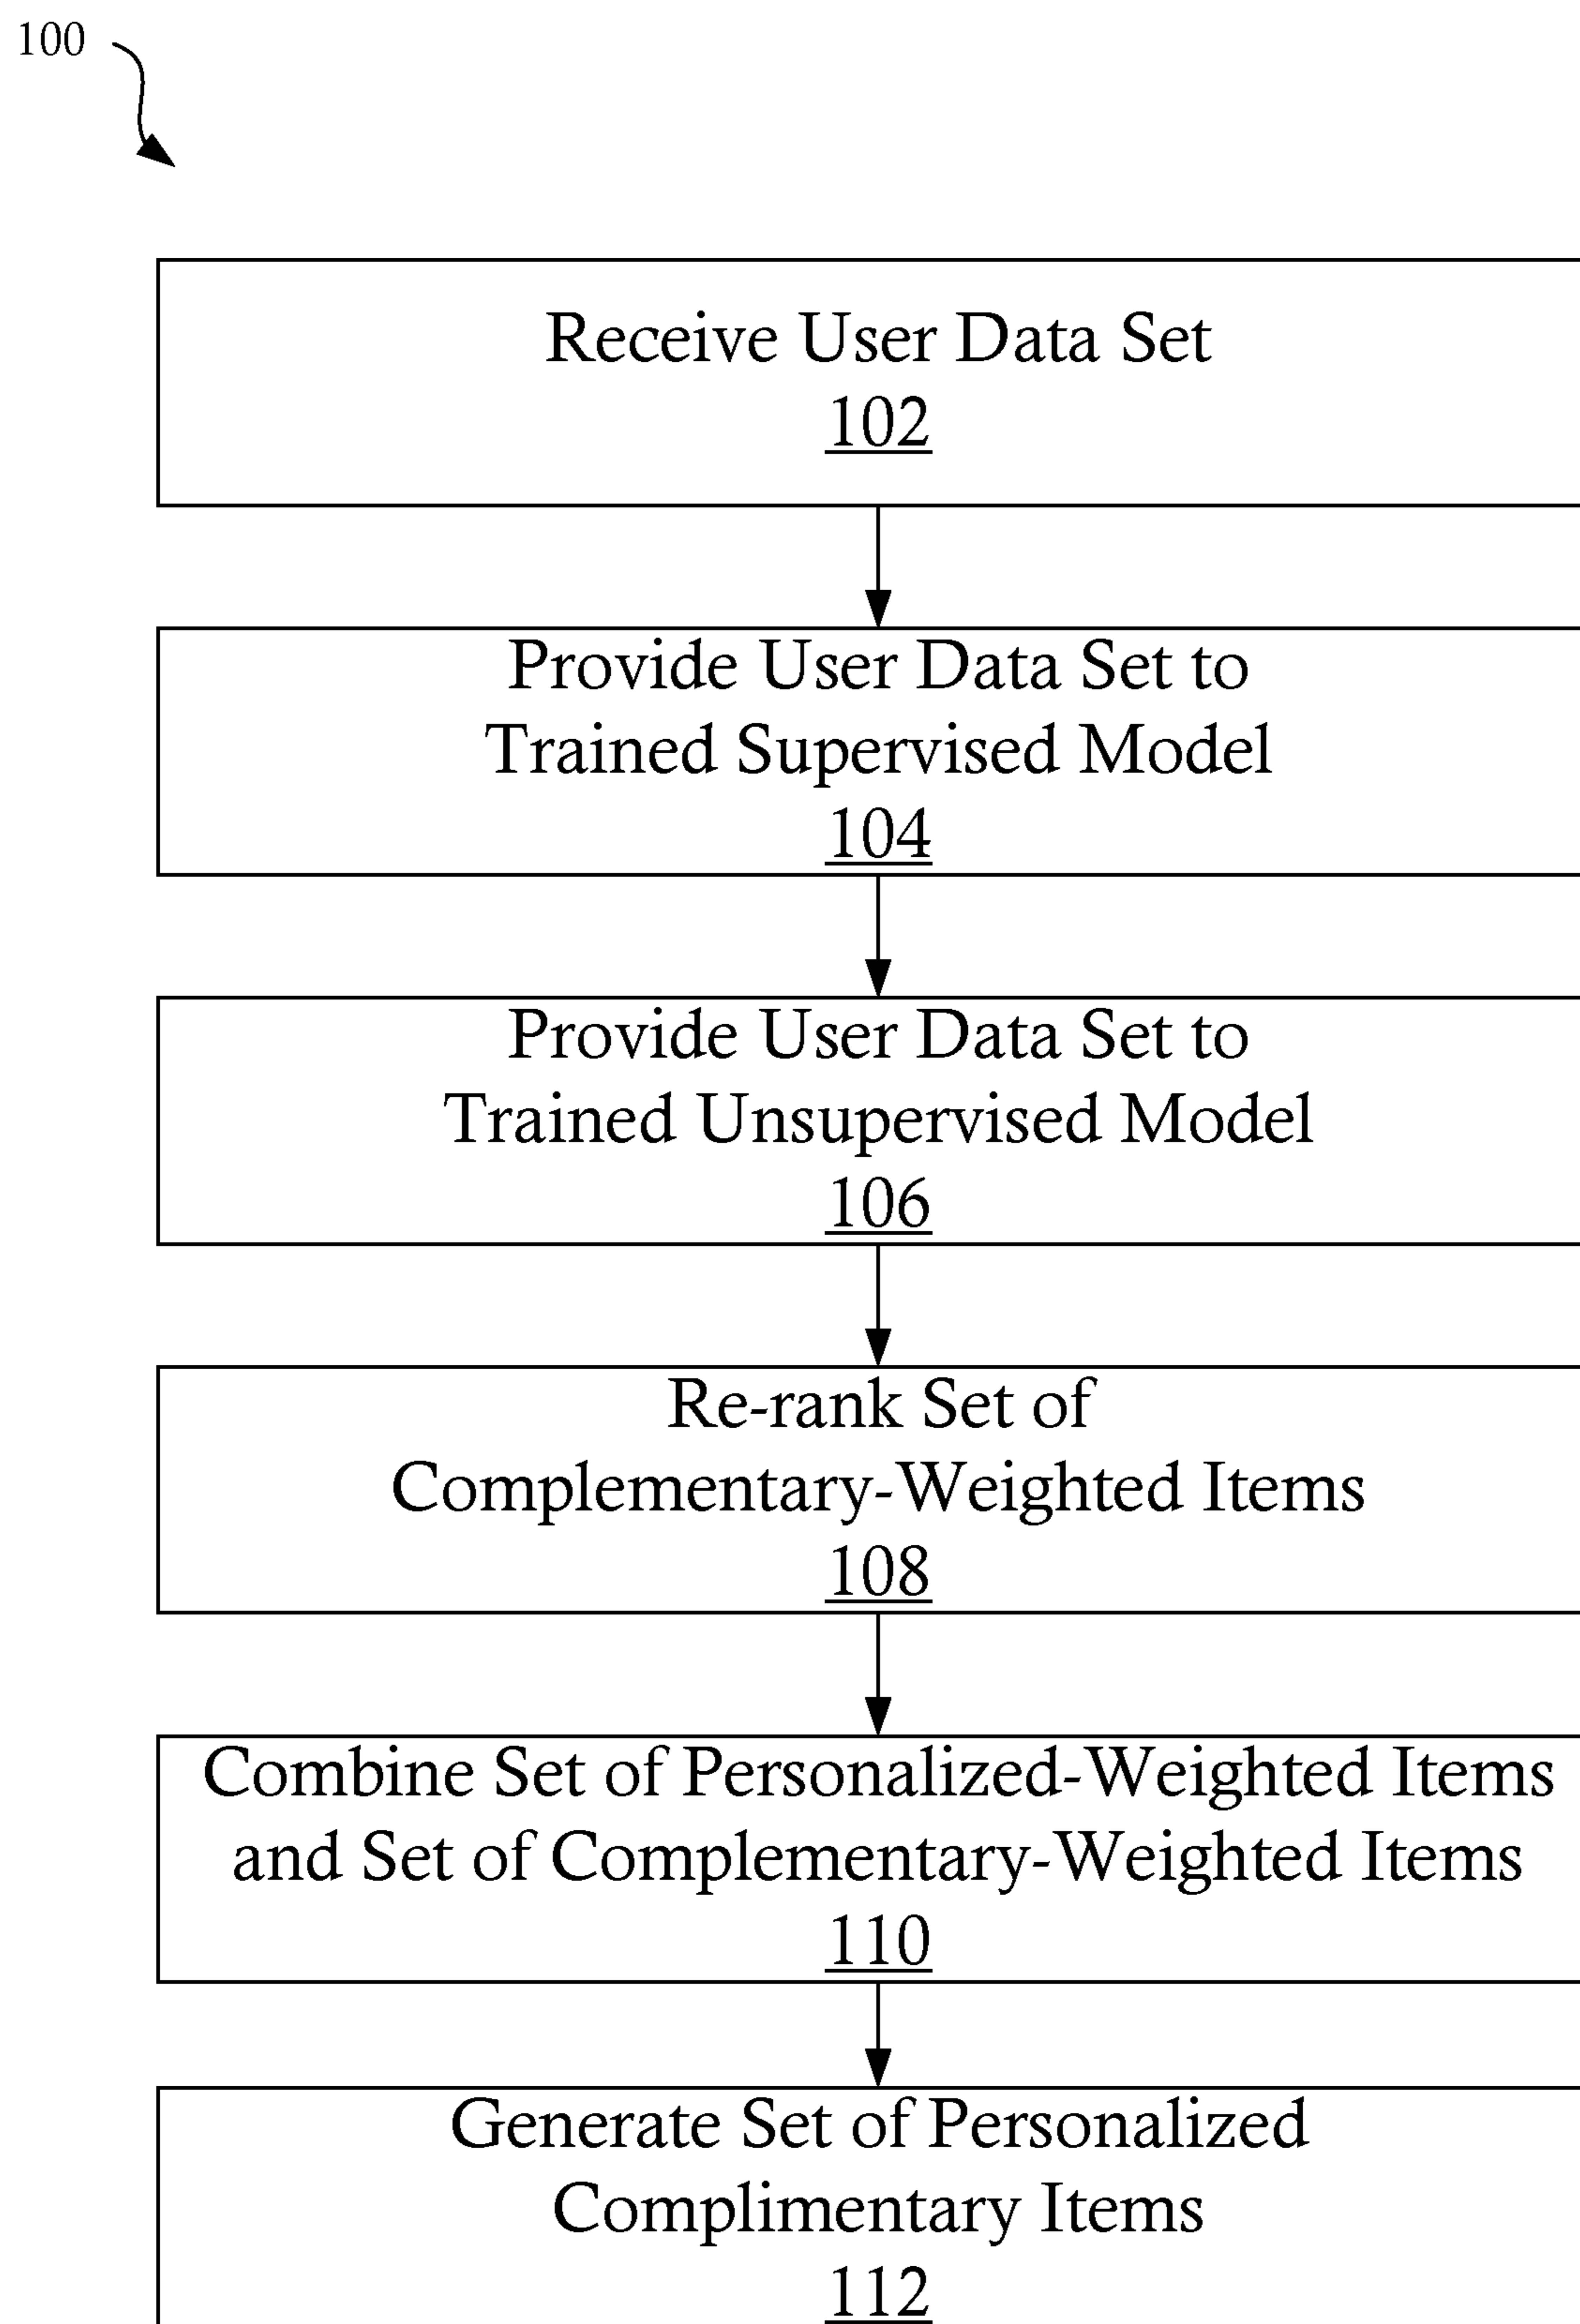 100
Receive User Data Set
102
Provide User Data Set to
Trained Supervised Model
104
Provide User Data Set to
Trained Unsupervised Model
106
Re-rank Set of
Complementary-Weighted Items
108
Combine Set of Personalized-Weighted Items
and Set of Complementary-Weighted Items
110
Generate Set of Personalized
Complimentary Items
112